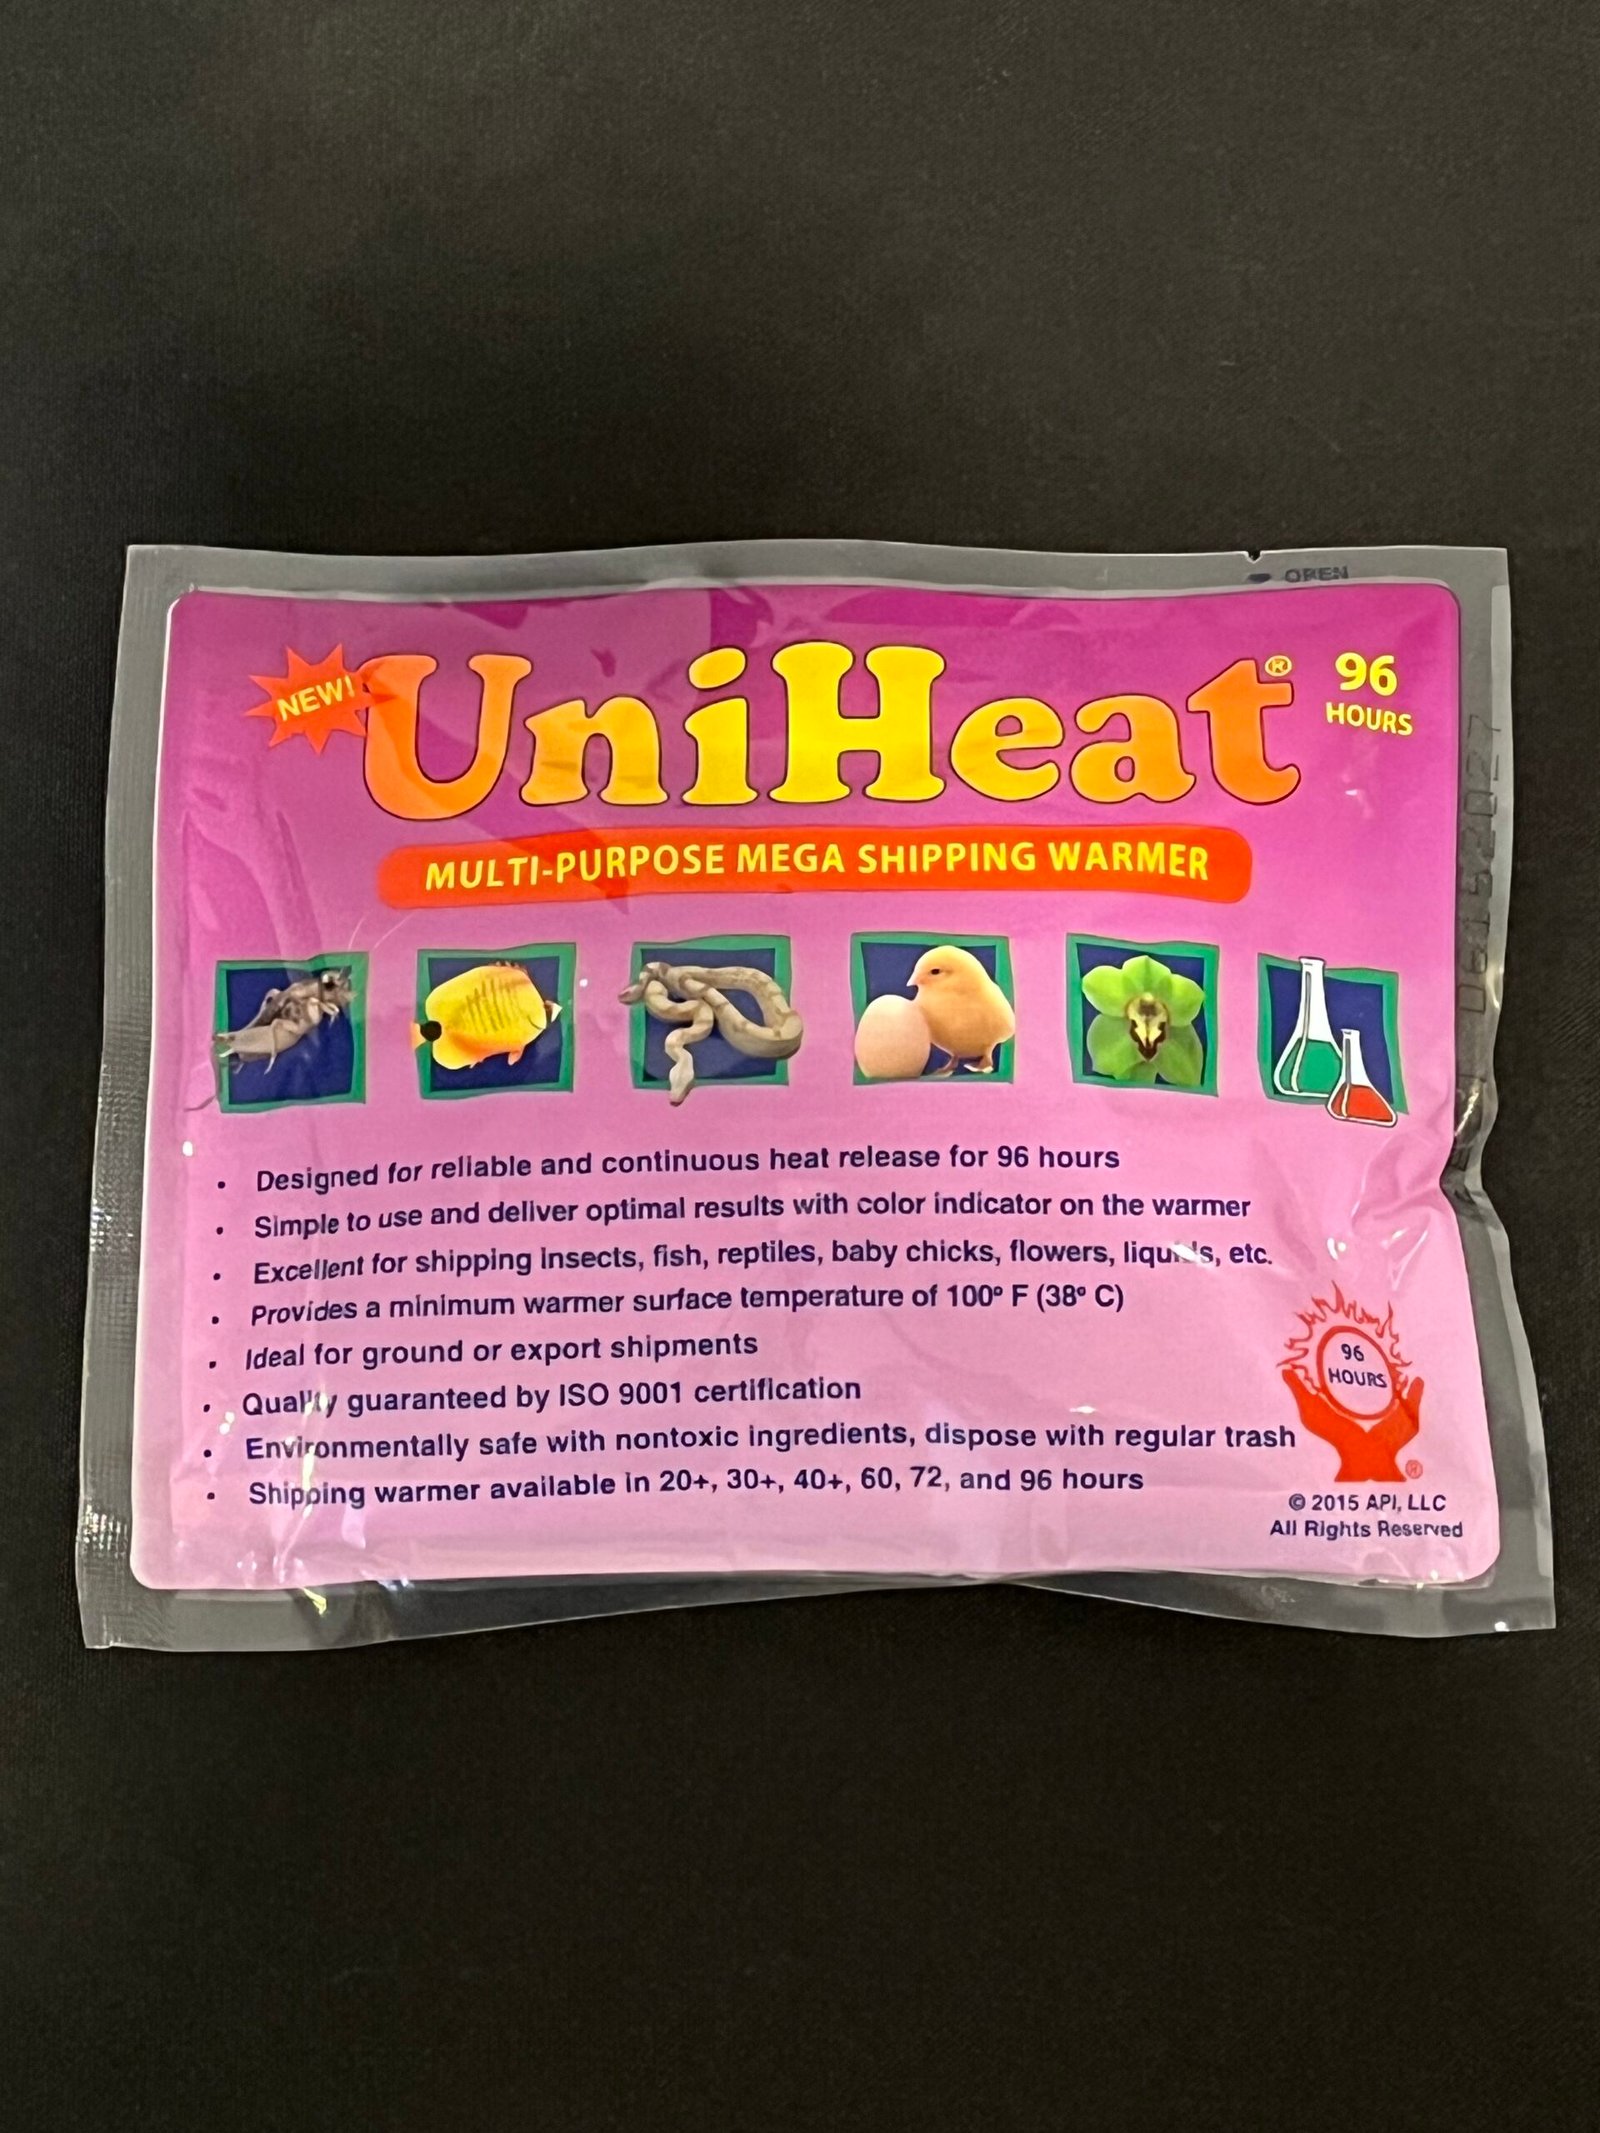 OPEN
NEW!
UniHeat®
96
HOURS
MULTI-PURPOSE MEGA SHIPPING WARMER
• Designed for reliable and continuous heat release for 96 hours
• Simple to use and deliver optimal results with color indicator on the warmer
• Excellent for shipping insects, fish, reptiles, baby chicks, flowers, liquids, etc.
• Provides a minimum warmer surface temperature of 100º F (38º C)
• Ideal for ground or export shipments
• Quality guaranteed by ISO 9001 certification
• Environmentally safe with nontoxic ingredients, dispose with regular trash
• Shipping warmer available in 20+, 30+, 40+, 60, 72, and 96 hours
96
HOURS
®
© 2015 API, LLC
All Rights Reserved